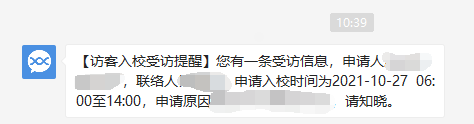 10:39
【访客入校受访提醒】您有一条受访信息，申请人
，联络人 申请入校时间为2021-10-27 06:
00至14:00，申请原因 请知晓。